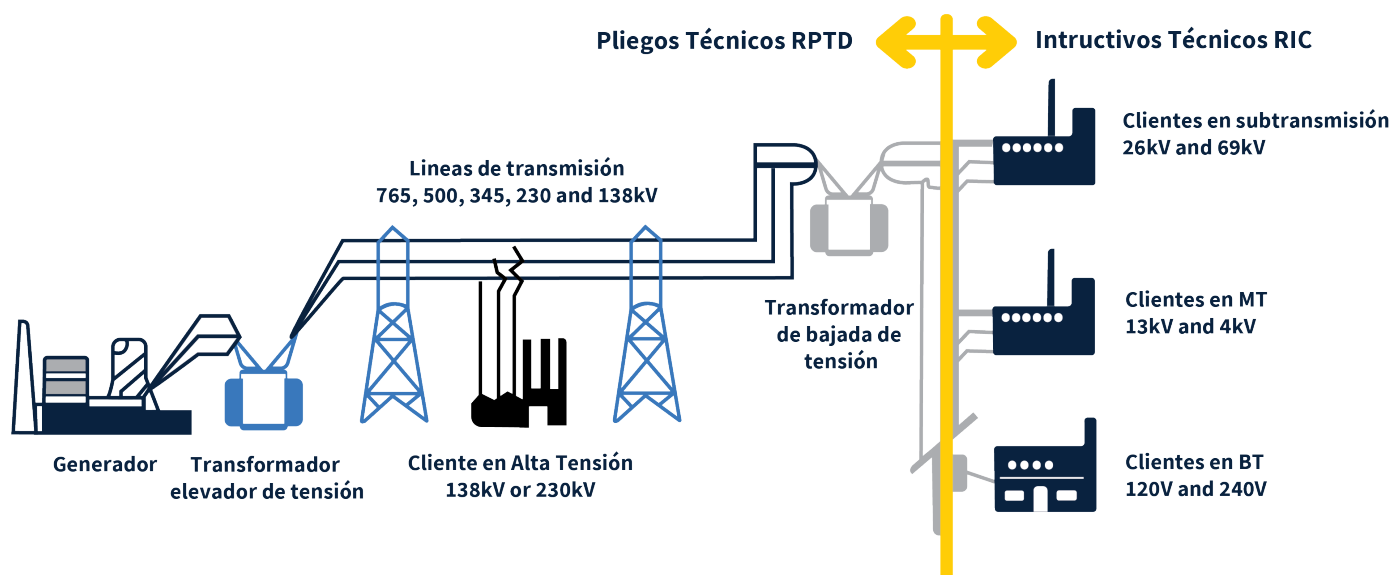 Pliegos Técnicos RPTD
Intructivos Técnicos RIC
Clientes en subtransmisión
26kV and 69kV
Lineas de transmisión
765, 500, 345, 230 and 138kV
Transformador
de bajada de
tensión
Clientes en MT
13kV and 4kV
Generador
Transformador
elevador de tensión
Cliente en Alta Tensión
138kV or 230kV
Clientes en BT
120V and 240V